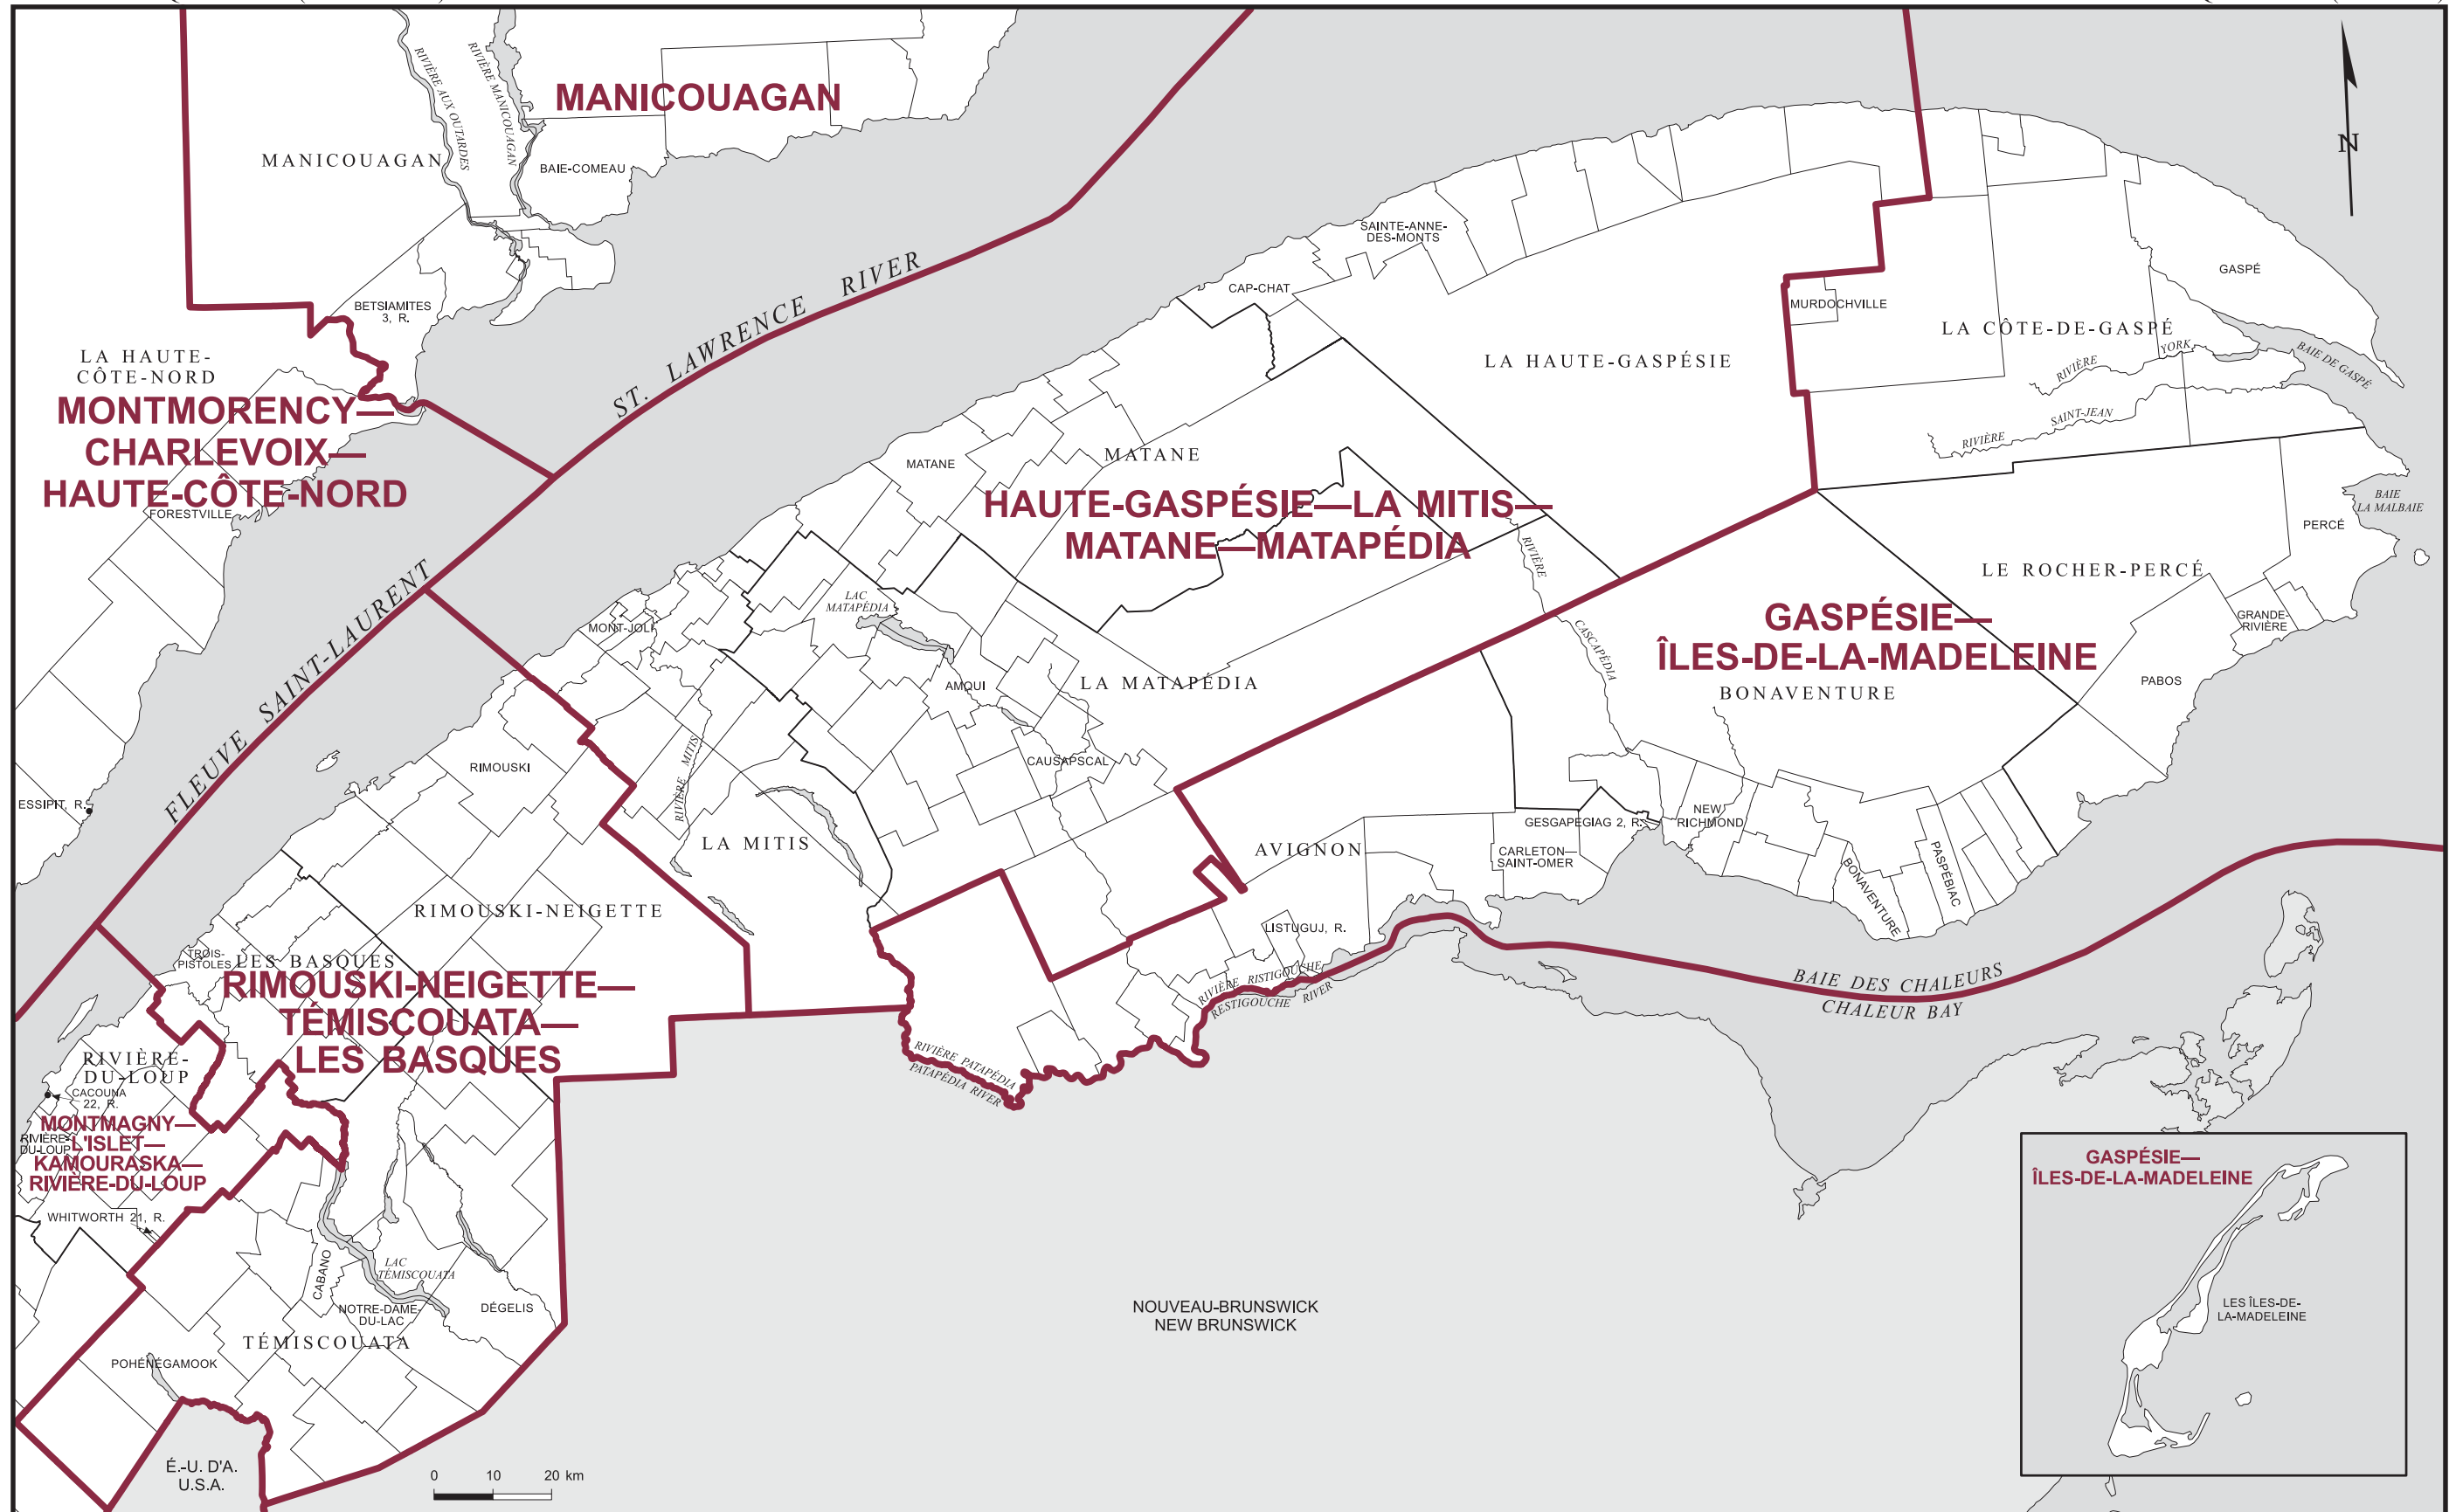 MANICOUAGAN
RIVIÈRE AUX OUTARDES
RIVIÈRE MANICOUAGAN
MANICOUAGAN
BAIE-COMEAU
N
BETSIAMITES
3, R.
LA HAUTE-
CÔTE-NORD
MONTMORENCY—
CHARLEVOIX—
HAUTE-CÔTE-NORD
FORESTVILLE
ESSIPIT, R.
ST. LAWRENCE RIVER
FLEUVE SAINT-LAURENT
SAINTE-ANNE-
DES-MONTS
CAP-CHAT
MURDOCHVILLE
GASPÉ
LA CÔTE-DE-GASPÉ
RIVIÈRE YORK
BAIE DE GASPÉ
RIVIÈRE SAINT-JEAN
LA HAUTE-GASPÉSIE
MATANE
MATANE
HAUTE-GASPÉSIE—LA MITIS—
MATANE—MATAPÉDIA
BAIE
LA MALBAIE
PERCÉ
LE ROCHER-PERCÉ
GRANDE-
RIVIÈRE
PABOS
GASPÉSIE—
ÎLES-DE-LA-MADELEINE
BONAVENTURE
RIVIÈRE CASCAPÉDIA
LAC
MATAPÉDIA
MONT-JOLI
AMQUI
LA MATAPÉDIA
CAUSAPSCAL
RIVIÈRE MITIS
LA MITIS
RIMOUSKI
RIMOUSKI-NEIGETTE
AVIGNON
GESGAPEGIAG 2, R.
CARLETON—
SAINT-OMER
NEW
RICHMOND
BONAVENTURE
PASPÉBIAC
LISTUGUJ, R.
RIVIÈRE RISTIGOUCHE
RESTIGOUCHE RIVER
BAIE DES CHALEURS
CHALEUR BAY
RIVIÈRE PATAPÉDIA
PATAPÉDIA RIVER
TROIS-
PISTOLES
LES BASQUES
RIMOUSKI-NEIGETTE—
TÉMISCOUATA—
LES BASQUES
RIVIÈRE-
DU-LOUP
CACOUNA
22, R.
RIVIÈRE-
DU-LOUP
MONTMAGNY—
L'ISLET—
KAMOURASKA—
RIVIÈRE-DU-LOUP
WHITWORTH 21, R.
CABANO
LAC
TÉMISCOUATA
NOTRE-DAME-
DU-LAC
DÉGELIS
TÉMISCOUATA
POHÉNÉGAMOOK
É.-U. D'A.
U.S.A.
0 10 20 km
NOUVEAU-BRUNSWICK
NEW BRUNSWICK
GASPÉSIE—
ÎLES-DE-LA-MADELEINE
LES ÎLES-DE-
LA-MADELEINE